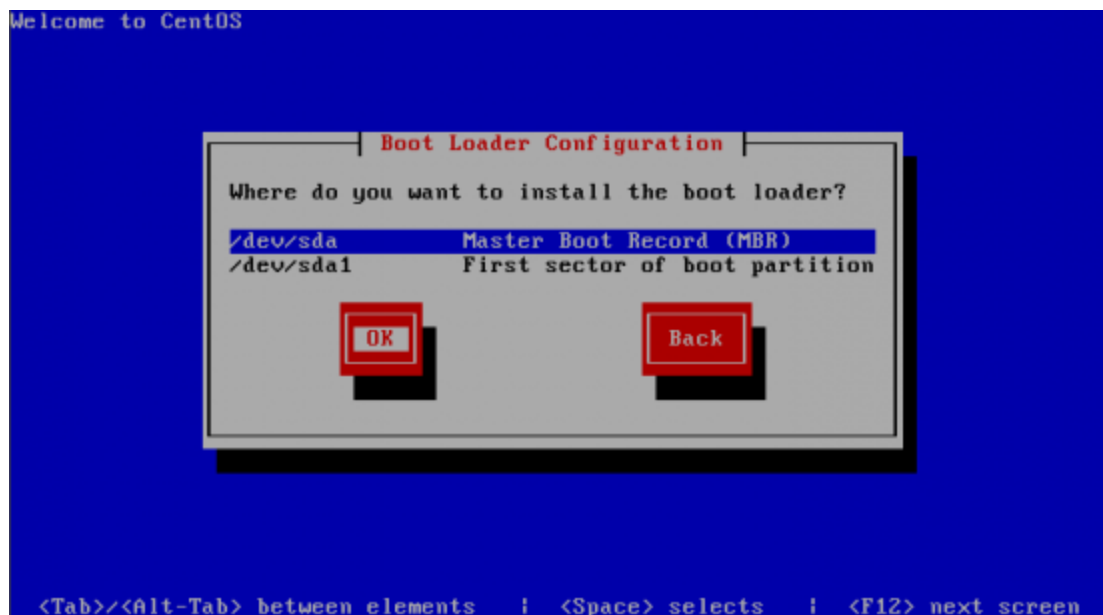 Welcome to CentOS
Boot Loader Configuration
Where do you want to install the boot loader?
/dev/sda Master Boot Record (MBR)
/dev/sda1 First sector of boot partition
OK Back
<Tab>/<Alt-Tab> between elements | <Space> selects | <F12> next screen